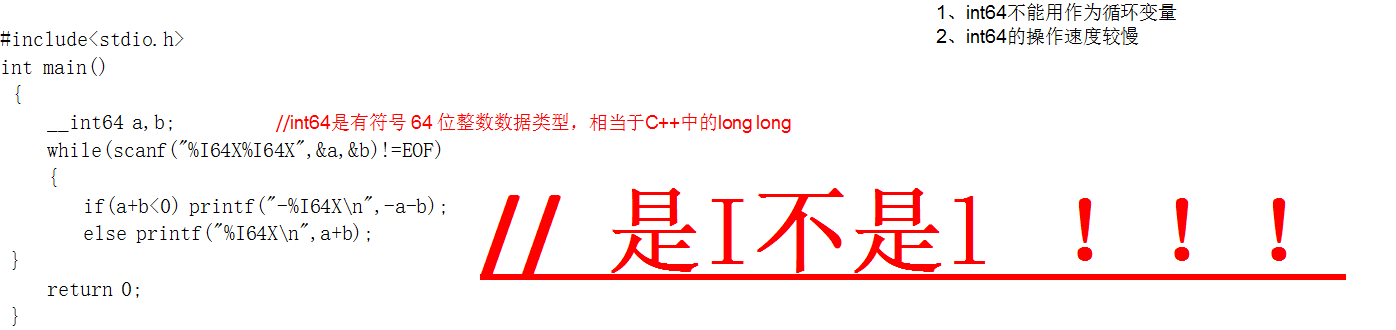 1、int64不能用作为循环变量
2、int64的操作速度较慢
#include<stdio.h>
int main()
{
__int64 a,b; //int64是有符号 64 位整数数据类型，相当于C++中的long long
while(scanf("%I64X%I64X",&a,&b)!=EOF)
{
if(a+b<0) printf("-%I64X\n",-a-b);
else printf("%I64X\n",a+b);
// 是I不是l ！！！
}
return 0;
}